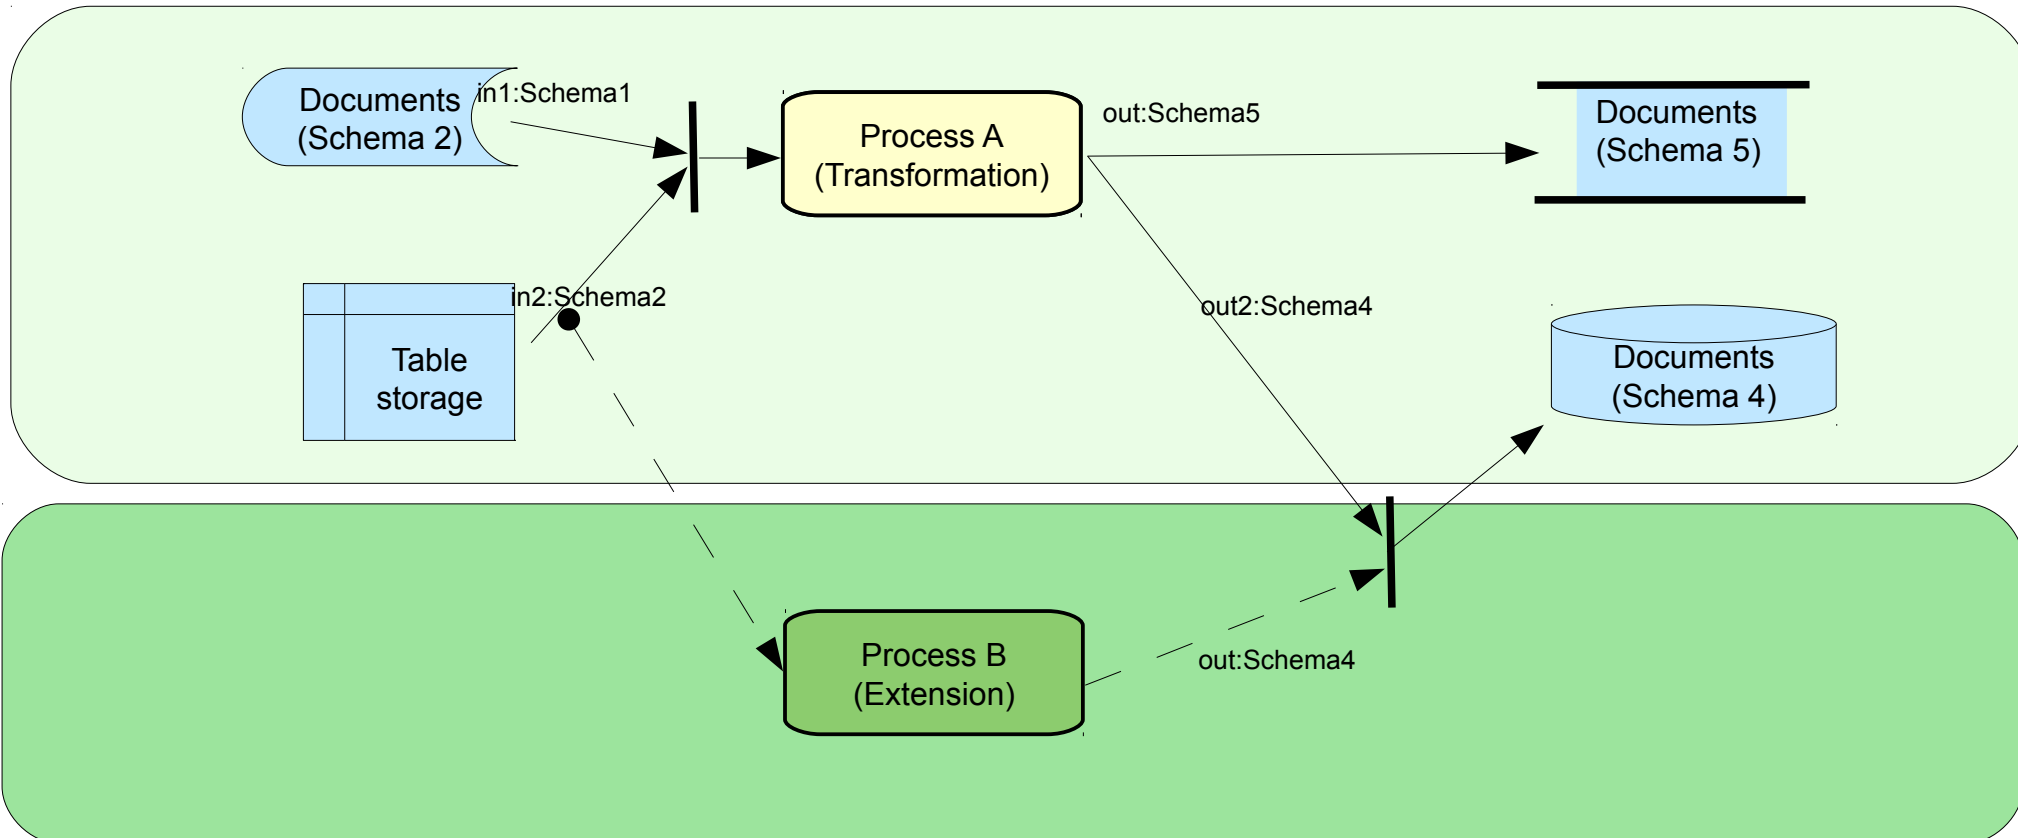 Documents
(Schema 2)
in1:Schema1
Process A
(Transformation)
out:Schema5
Documents
(Schema 5)
in2:Schema2
Table
storage
out2:Schema4
Documents
(Schema 4)
Process B
(Extension)
out:Schema4